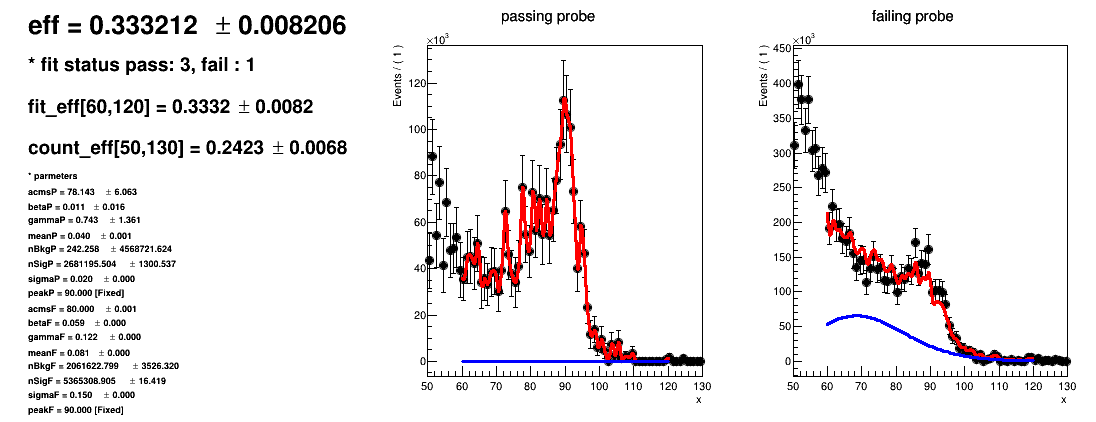 eff = 0.333212 ± 0.008206
* fit status pass: 3, fail : 1
fit_eff[60,120] = 0.3332 ± 0.0082
count_eff[50,130] = 0.2423 ± 0.0068
* parmeters
acmsP = 78.143 ± 6.063
betaP = 0.011 ± 0.016
gammaP = 0.743 ± 1.361
meanP = 0.040 ± 0.001
nBkgP = 242.258 ± 4568721.624
nSigP = 2681195.504 ± 1300.537
sigmaP = 0.020 ± 0.000
peakP = 90.000 [Fixed]
acmsF = 80.000 ± 0.001
betaF = 0.059 ± 0.000
gammaF = 0.122 ± 0.000
meanF = 0.081 ± 0.000
nBkgF = 2061622.799 ± 3526.320
nSigF = 5365308.905 ± 16.419
sigmaF = 0.150 ± 0.000
peakF = 90.000 [Fixed]
passing probe
×10³
Events / ( 1 )
120
100
80
60
40
20
0
50 60 70 80 90 100 110 120 130
x
failing probe
×10³
Events / ( 1 )
450
400
350
300
250
200
150
100
50
0
50 60 70 80 90 100 110 120 130
x